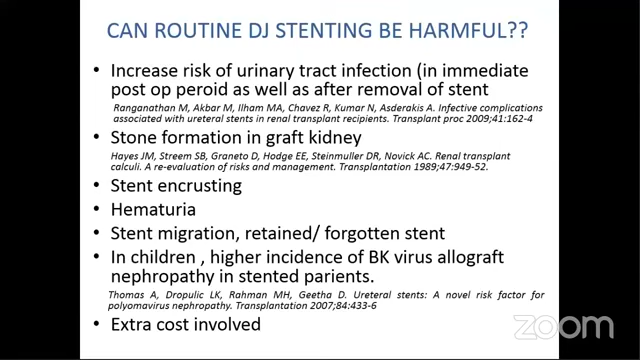 CAN ROUTINE DJ STENTING BE HARMFUL??
• Increase risk of urinary tract infection (in immediate
post op peroid as well as after removal of stent
Ranganathan M, Akbar M, Ilham MA, Chavez R, Kumar N, Asderakis A. Infective complications
associated with ureteral stents in renal transplant recipients. Transplant proc 2009;41:162-4
• Stone formation in graft kidney
Hayes JM, Streem SB, Graneto D, Hodge EE, Steinmuller DR, Novick AC. Renal transplant
calculi. A re-evaluation of risks and management. Transplantation 1989;47:949-52.
• Stent encrusting
• Hematuria
• Stent migration, retained/ forgotten stent
• In children , higher incidence of BK virus allograft
nephropathy in stented parients.
Thomas A, Dropulic LK, Rahman MH, Geetha D. Ureteral stents: A novel risk factor for
polyomavirus nephropathy. Transplantation 2007;84:433-6
• Extra cost involved
zoom